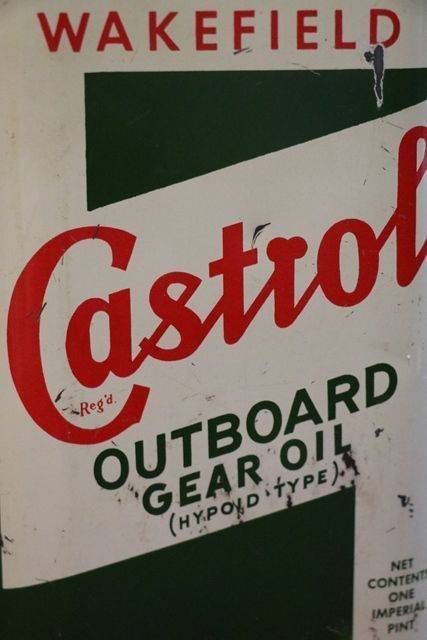 WAKEFIELD
Castrol
Reg'd.
OUTBOARD
GEAR OIL
(HYPOID TYPE)
NET
CONTENTS
ONE
IMPERIAL
PINT